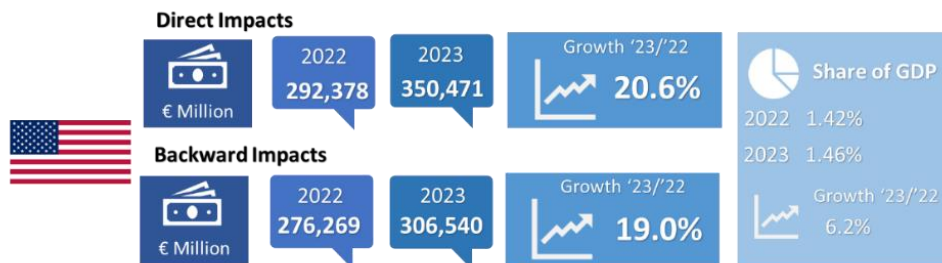 Direct Impacts
€ Million
2022
292,378
2023
350,471
Growth ‘23/’22
20.6%
Backward Impacts
€ Million
2022
276,269
2023
306,540
Growth ‘23/’22
19.0%
Share of GDP
2022 1.42%
2023 1.46%
Growth ‘23/’22
6.2%